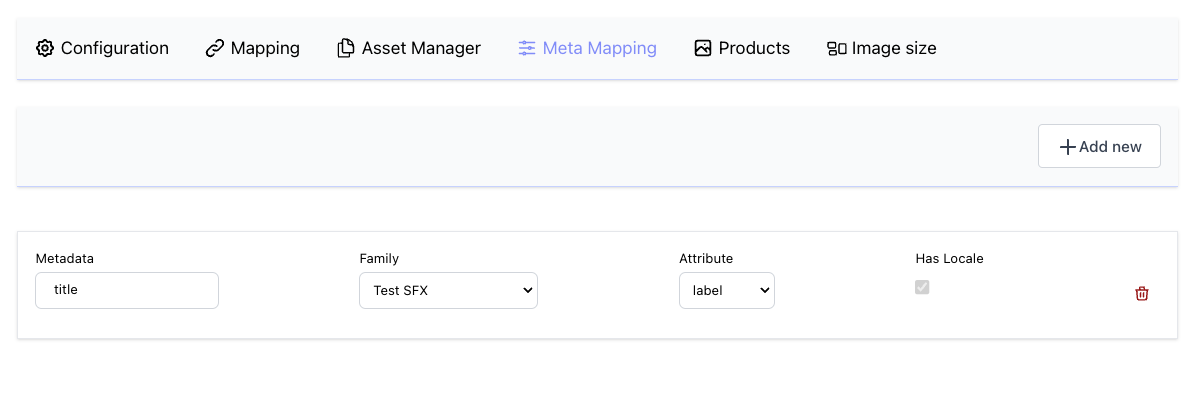 Configuration Mapping Asset Manager Meta Mapping Products Image size
Add new
Metadata Family Attribute Has Locale
title Test SFX label